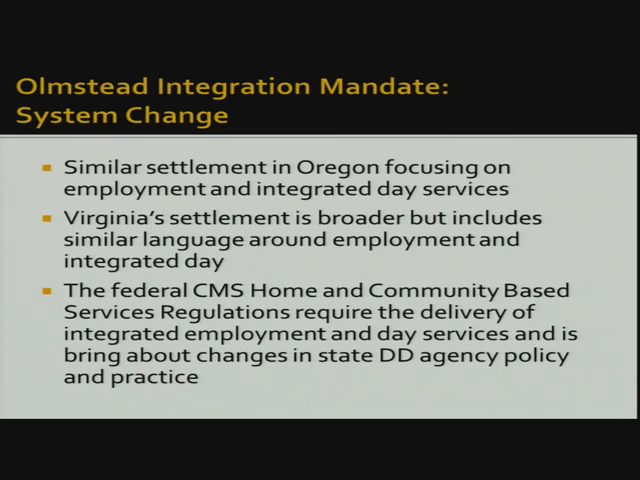 Olmstead Integration Mandate:
System Change
Similar settlement in Oregon focusing on
employment and integrated day services
Virginia's settlement is broader but includes
similar language around employment and
integrated day
The federal CMS Home and Community Based
Services Regulations require the delivery of
integrated employment and day services and is
bring about changes in state DD agency policy
and practice